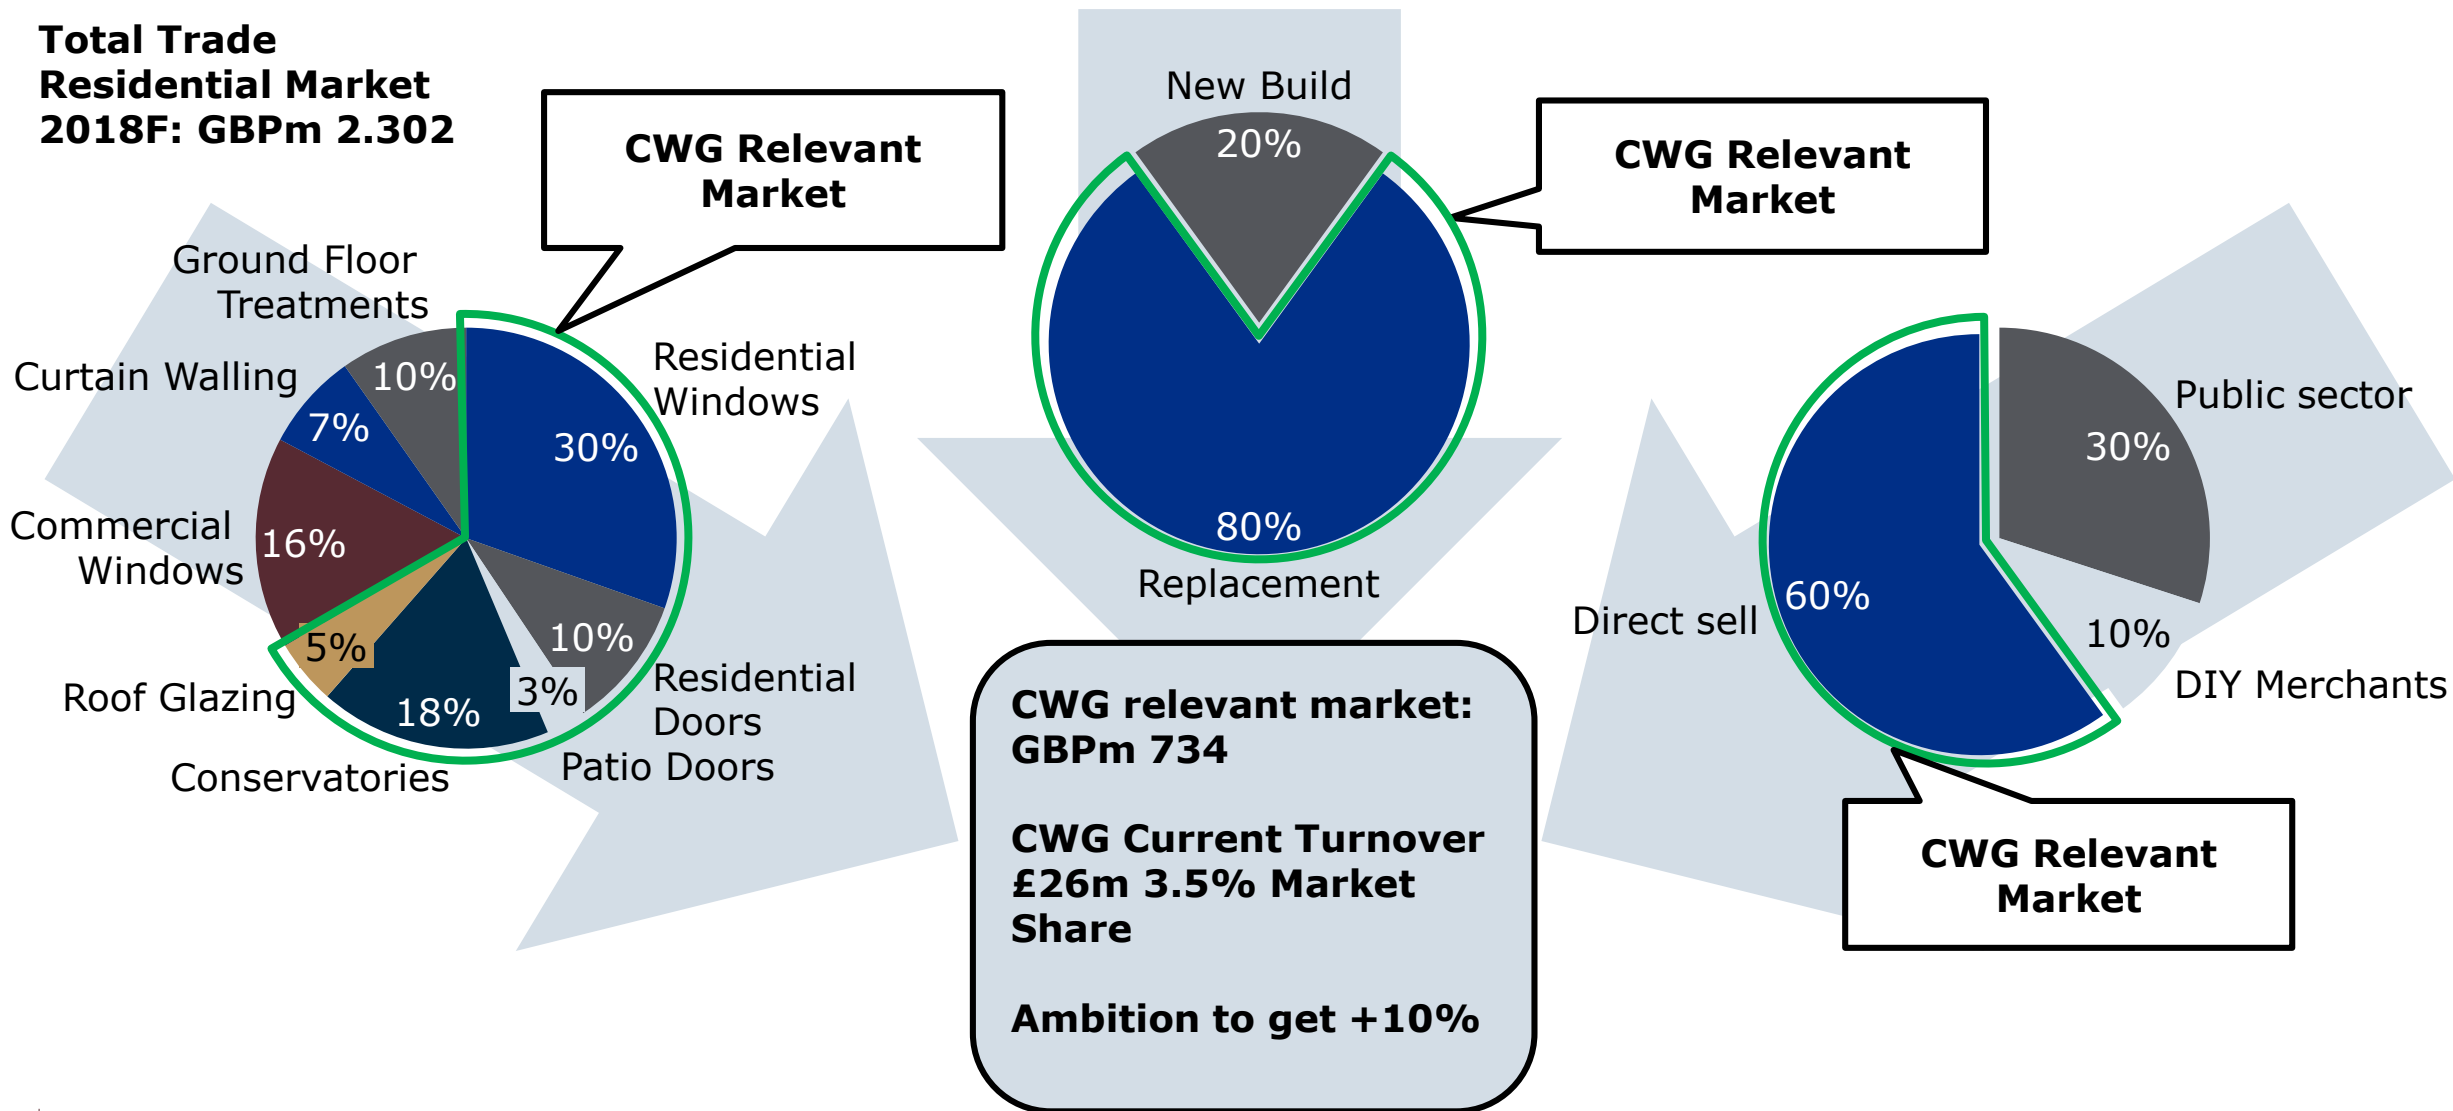 Total Trade
Residential Market
2018F: GBPm 2.302
CWG Relevant
Market
Ground Floor
Treatments
Curtain Walling
Commercial
Windows
Roof Glazing
Conservatories
Patio Doors
Residential
Doors
Residential
Windows
10%
7%
16%
5%
18%
3%
10%
30%
New Build
20%
80%
Replacement
CWG Relevant
Market
Public sector
30%
10%
DIY Merchants
Direct sell
60%
CWG Relevant
Market
CWG relevant market:
GBPm 734
CWG Current Turnover
£26m 3.5% Market
Share
Ambition to get +10%